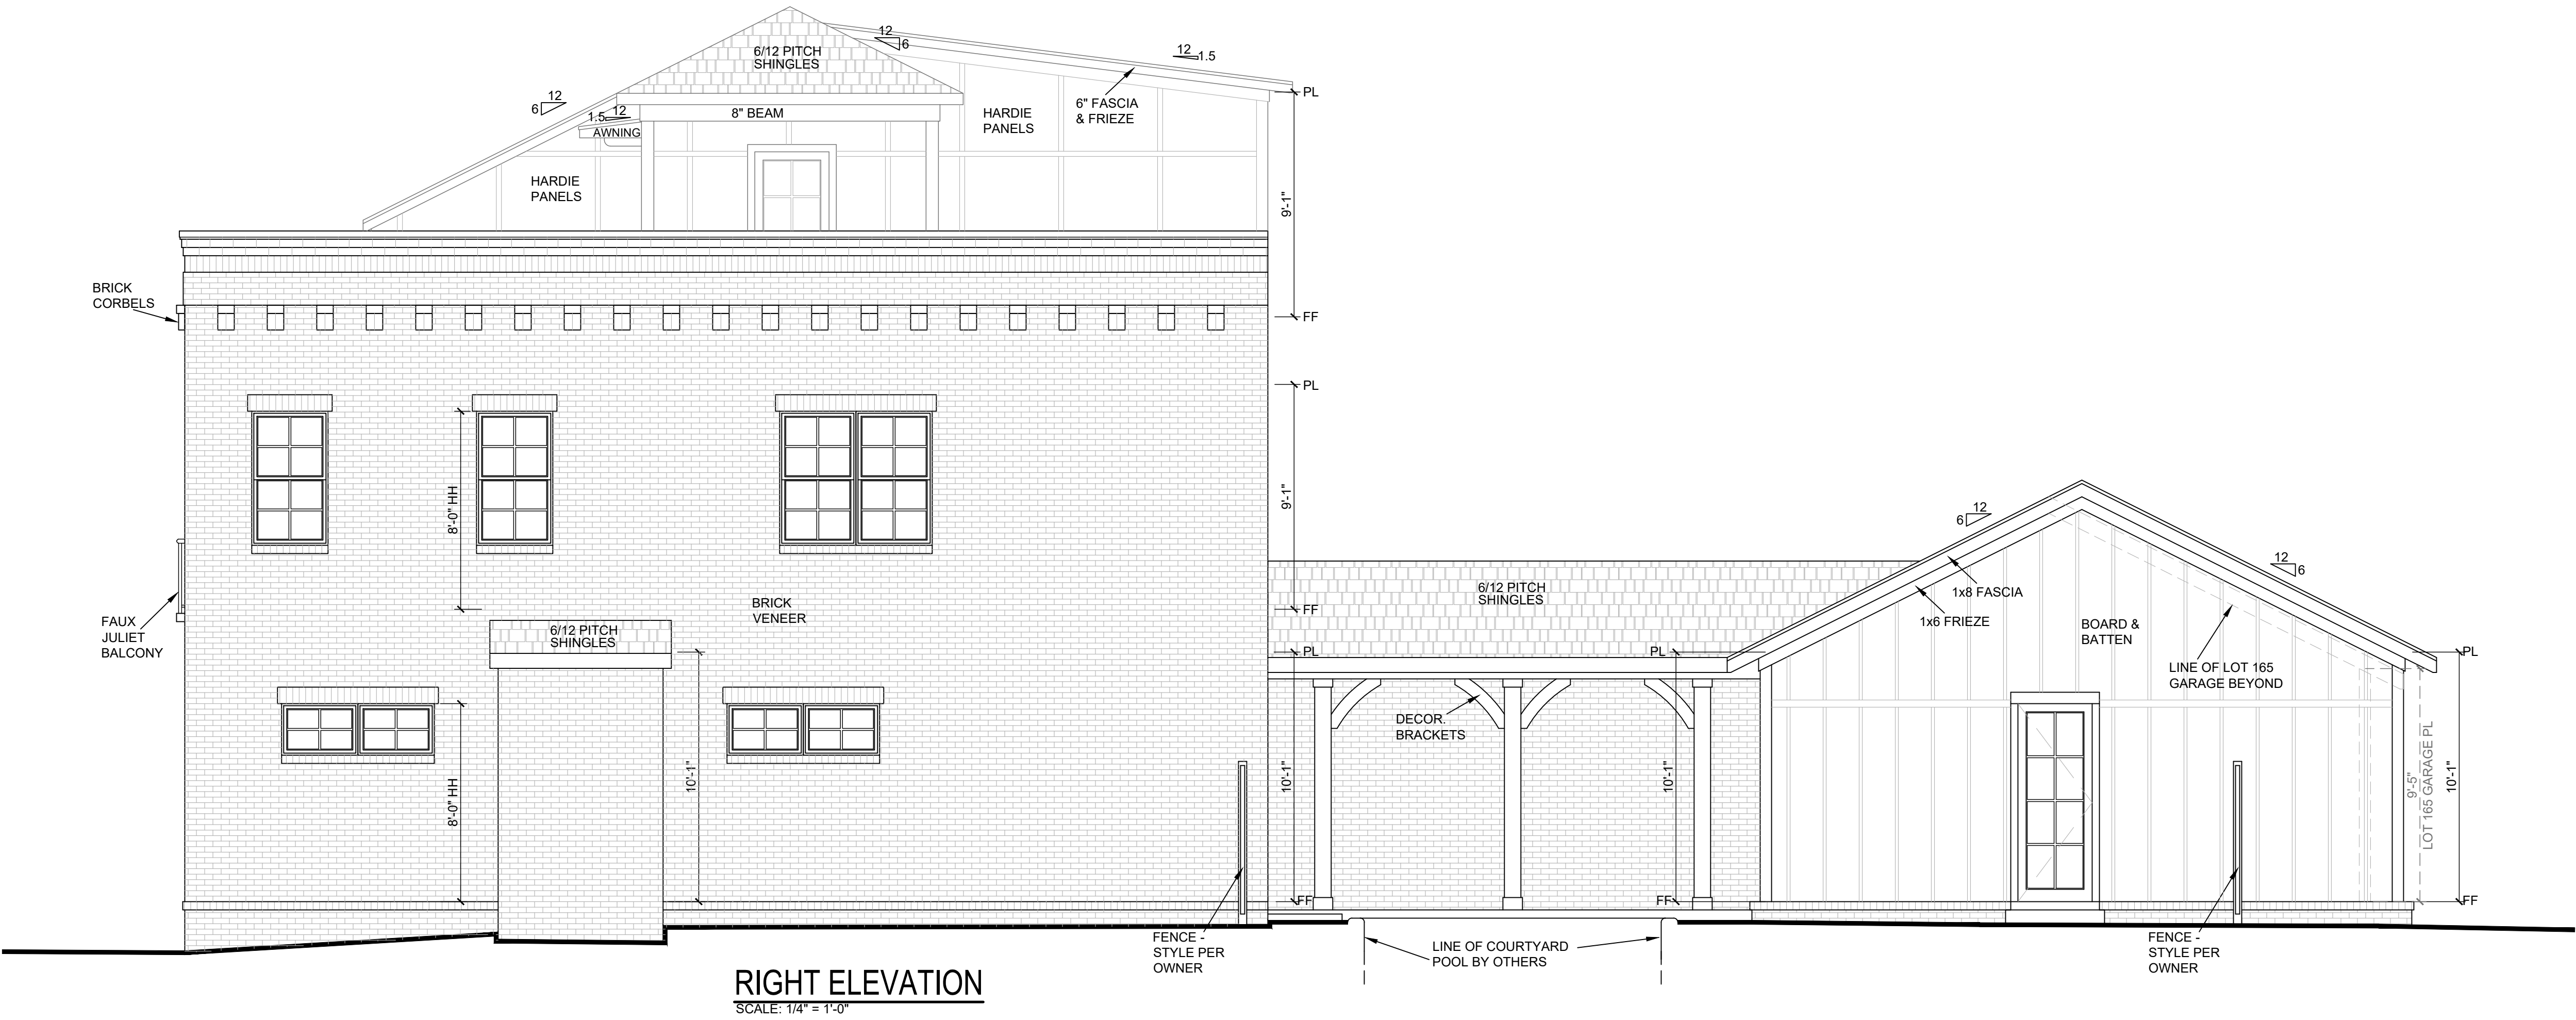 12
6
12
1.5
6/12 PITCH
SHINGLES
12
6
1.5
12
AWNING
8" BEAM
HARDIE
PANELS
6" FASCIA
& FRIEZE
PL
HARDIE
PANELS
9'-1"
BRICK
CORBELS
FF
PL
8'-0" HH
9'-1"
12
6
12
6
6/12 PITCH
SHINGLES
1x8 FASCIA
1x6 FRIEZE
BRICK
VENEER
FF
FAUX
JULIET
BALCONY
6/12 PITCH
SHINGLES
BOARD &
BATTEN
PL
PL
PL
LINE OF LOT 165
GARAGE BEYOND
DECOR.
BRACKETS
8'-0" HH
10'-1"
10'-1"
10'-1"
9'-5"
LOT 165 GARAGE PL
10'-1"
FF
FF
FF
FENCE -
STYLE PER
OWNER
LINE OF COURTYARD
POOL BY OTHERS
FENCE -
STYLE PER
OWNER
RIGHT ELEVATION
SCALE: 1/4" = 1'-0"